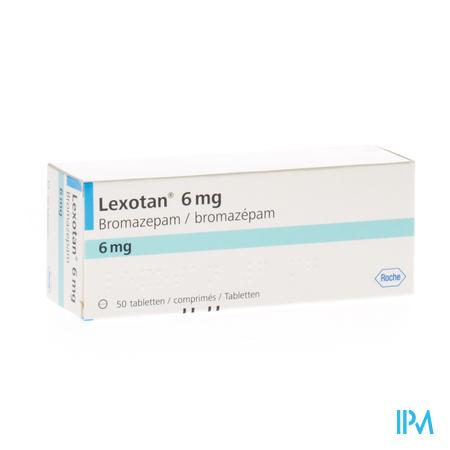 Lexotan® 6 mg
Bromazepam / bromazépam
6 mg
50 tabletten / comprimés / Tabletten
Roche
Lexotan® 6 mg
Bromazepam
6 mg
IPM